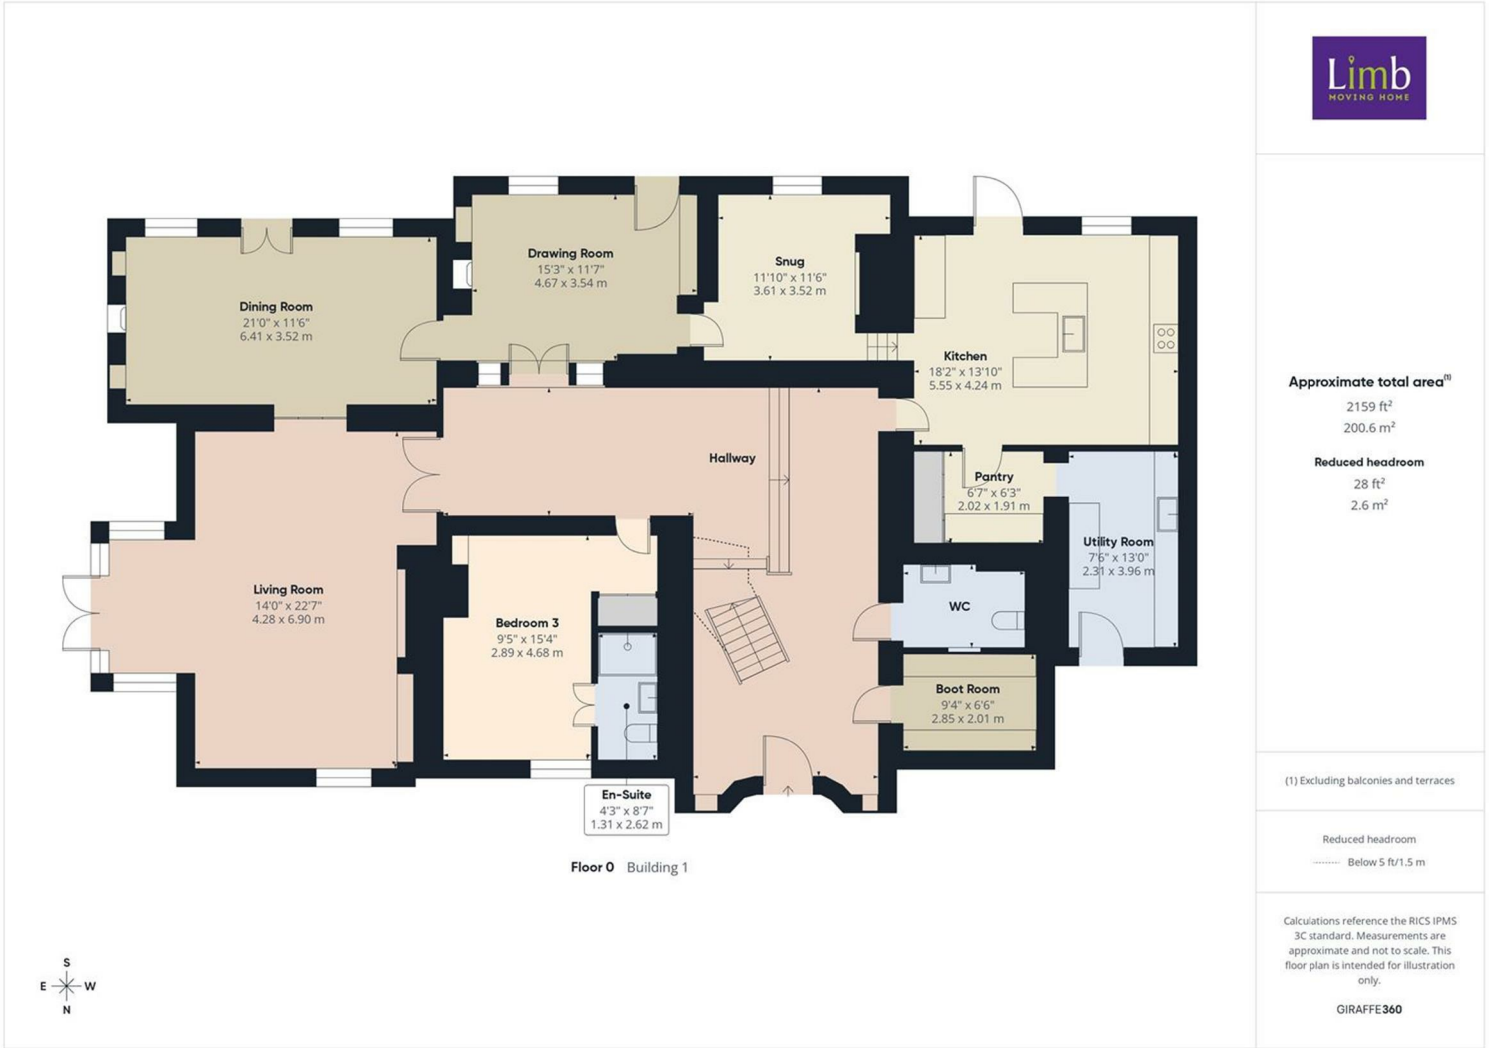 Limb
MOVING HOME
Drawing Room
15'3" x 11'7"
4.67 x 3.54 m
Snug
11'10" x 11'6"
3.61 x 3.52 m
Dining Room
21'0" x 11'6"
6.41 x 3.52 m
Kitchen
18'2" x 13'10"
5.55 x 4.24 m
Hallway
Pantry
6'7" x 6'3"
2.02 x 1.91 m
Utility Room
7'6" x 13'0"
2.31 x 3.96 m
Living Room
14'0" x 22'7"
4.28 x 6.90 m
Bedroom 3
9'5" x 15'4"
2.89 x 4.68 m
WC
Boot Room
9'4" x 6'6"
2.85 x 2.01 m
En-Suite
4'3" x 8'7"
1.31 x 2.62 m
Floor 0 Building 1
S
E W
N
Approximate total area(1)
2159 ft²
200.6 m²
Reduced headroom
28 ft²
2.6 m²
(1) Excluding balconies and terraces
Reduced headroom
Below 5 ft/1.5 m
Calculations reference the RICS IPMS
3C standard. Measurements are
approximate and not to scale. This
floor plan is intended for illustration
only.
GIRAFFE360